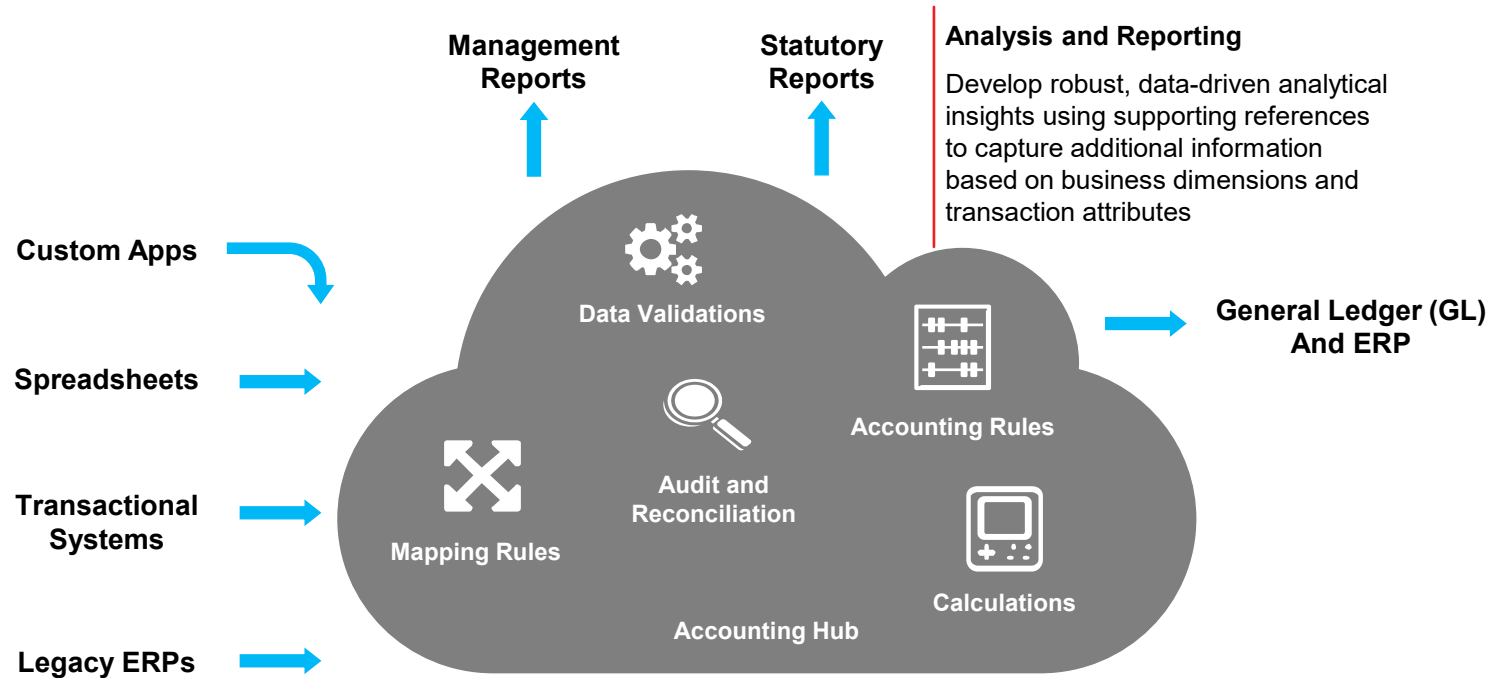 Management
Reports
Statutory
Reports
Analysis and Reporting
Develop robust, data-driven analytical
insights using supporting references
to capture additional information
based on business dimensions and
transaction attributes
Custom Apps
Spreadsheets
Transactional
Systems
Legacy ERPs
Data Validations
Accounting Rules
Audit and
Reconciliation
Mapping Rules
Calculations
Accounting Hub
General Ledger (GL)
And ERP